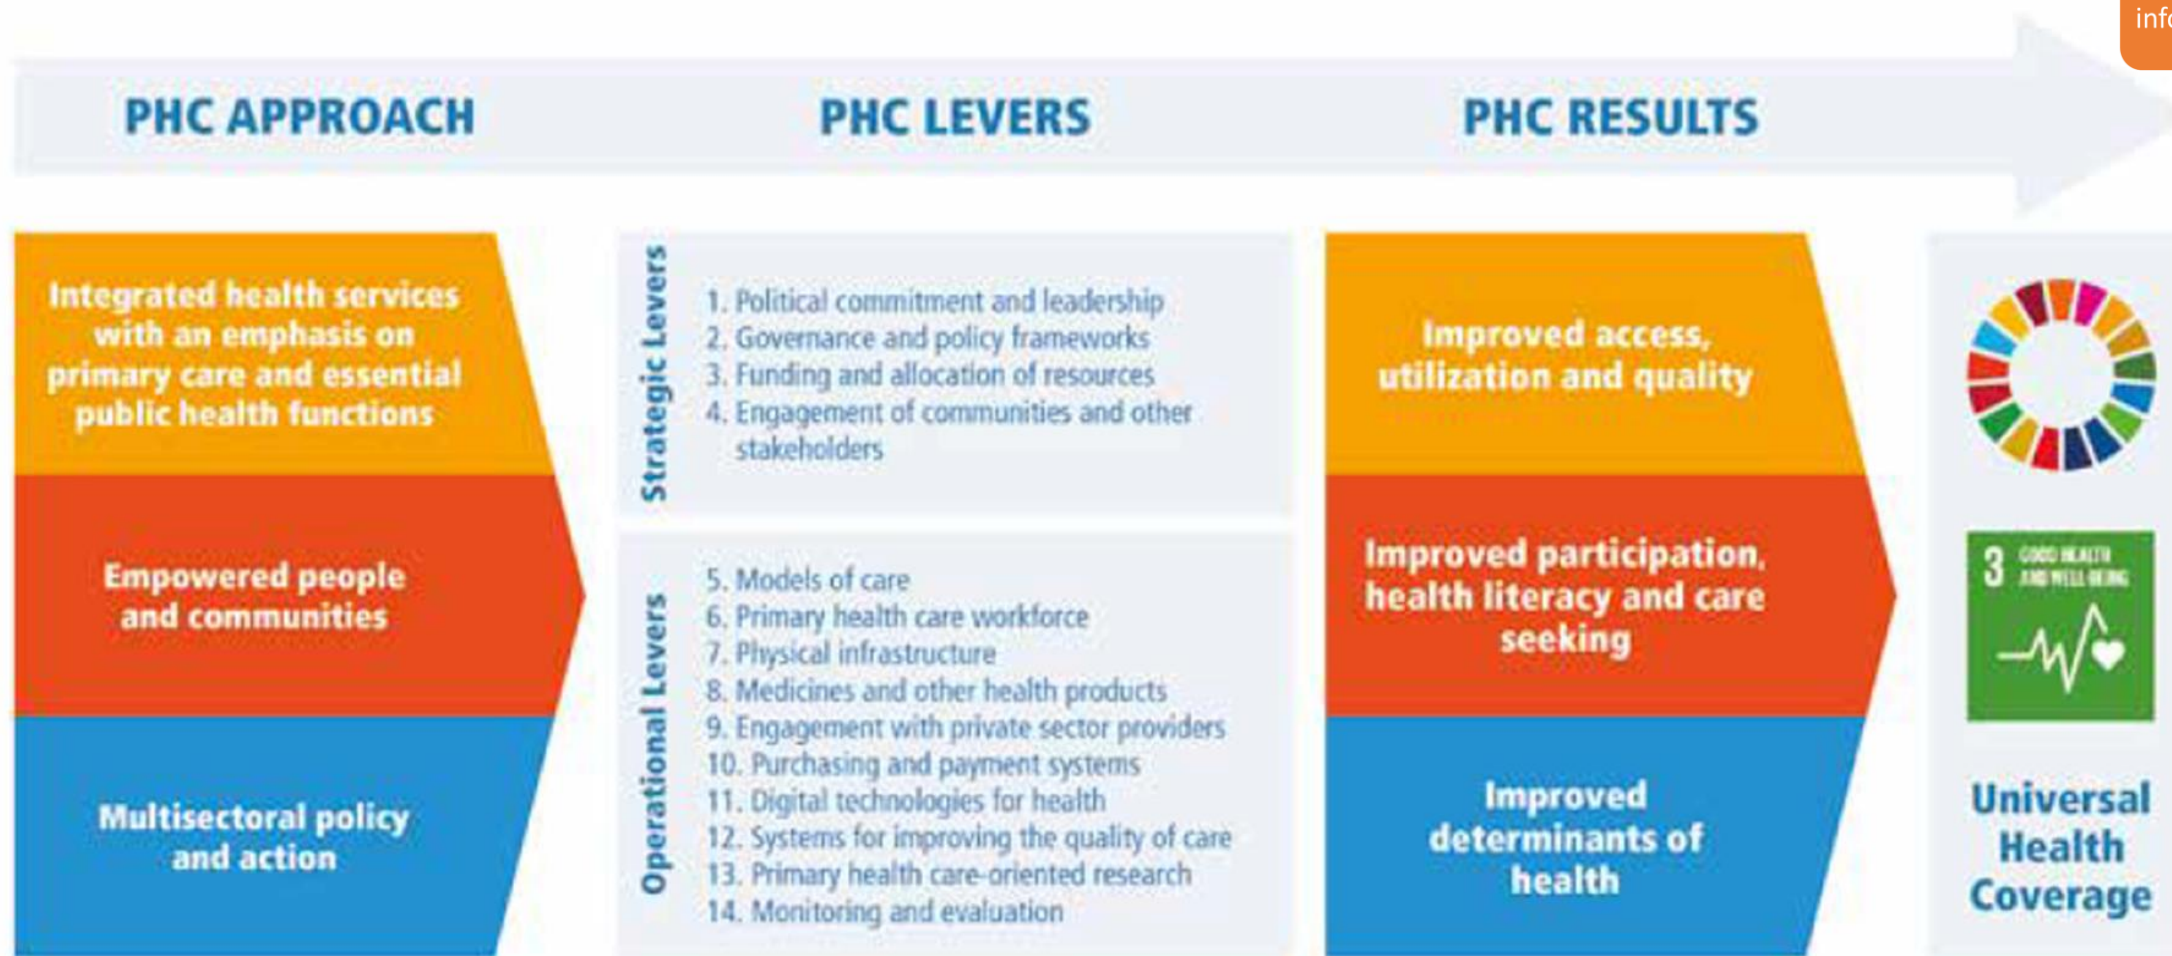 info
PHC APPROACH
PHC LEVERS
PHC RESULTS
Integrated health services
with an emphasis on
primary care and essential
public health functions
Empowered people
and communities
Multisectoral policy
and action
Strategic Levers
1. Political commitment and leadership
2. Governance and policy frameworks
3. Funding and allocation of resources
4. Engagement of communities and other
stakeholders
Operational Levers
5. Models of care
6. Primary health care workforce
7. Physical infrastructure
8. Medicines and other health products
9. Engagement with private sector providers
10. Purchasing and payment systems
11. Digital technologies for health
12. Systems for improving the quality of care
13. Primary health care-oriented research
14. Monitoring and evaluation
Improved access,
utilization and quality
Improved participation,
health literacy and care
seeking
Improved
determinants of
health
3 GOOD HEALTH
AND WELL-BEING
Universal
Health
Coverage